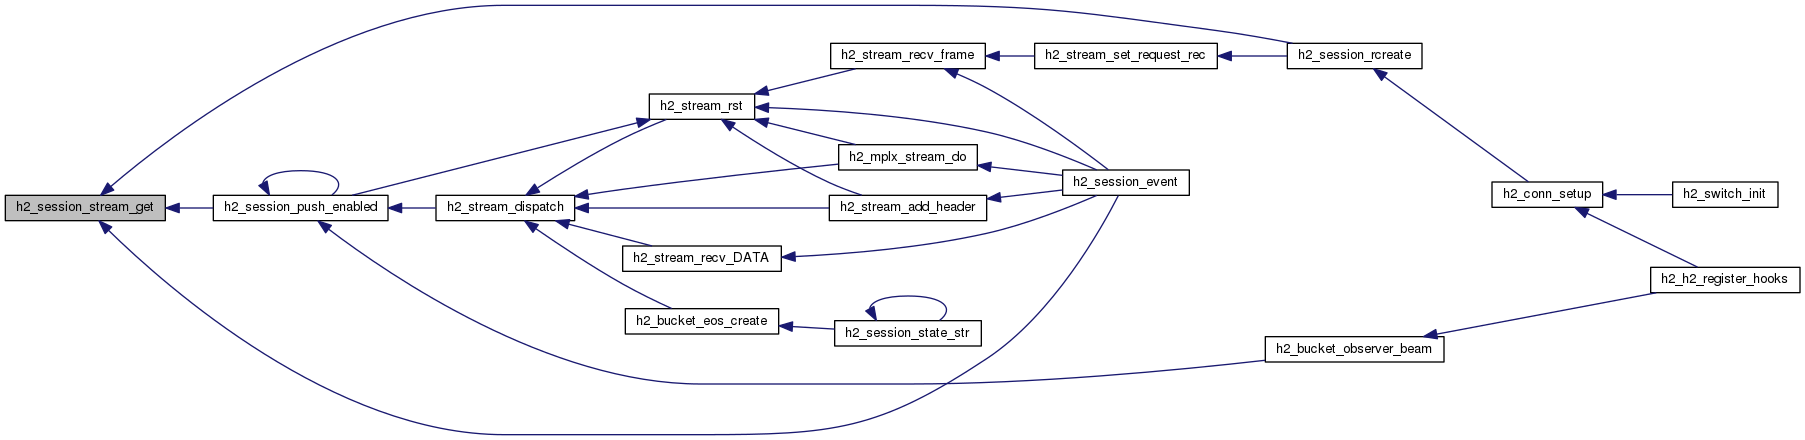 h2_stream_recv_frame
h2_stream_set_request_rec
h2_session_rcreate
h2_stream_rst
h2_mplx_stream_do
h2_session_event
h2_conn_setup
h2_switch_init
h2_session_stream_get
h2_session_push_enabled
h2_stream_dispatch
h2_stream_add_header
h2_stream_recv_DATA
h2_h2_register_hooks
h2_bucket_eos_create
h2_session_state_str
h2_bucket_observer_beam